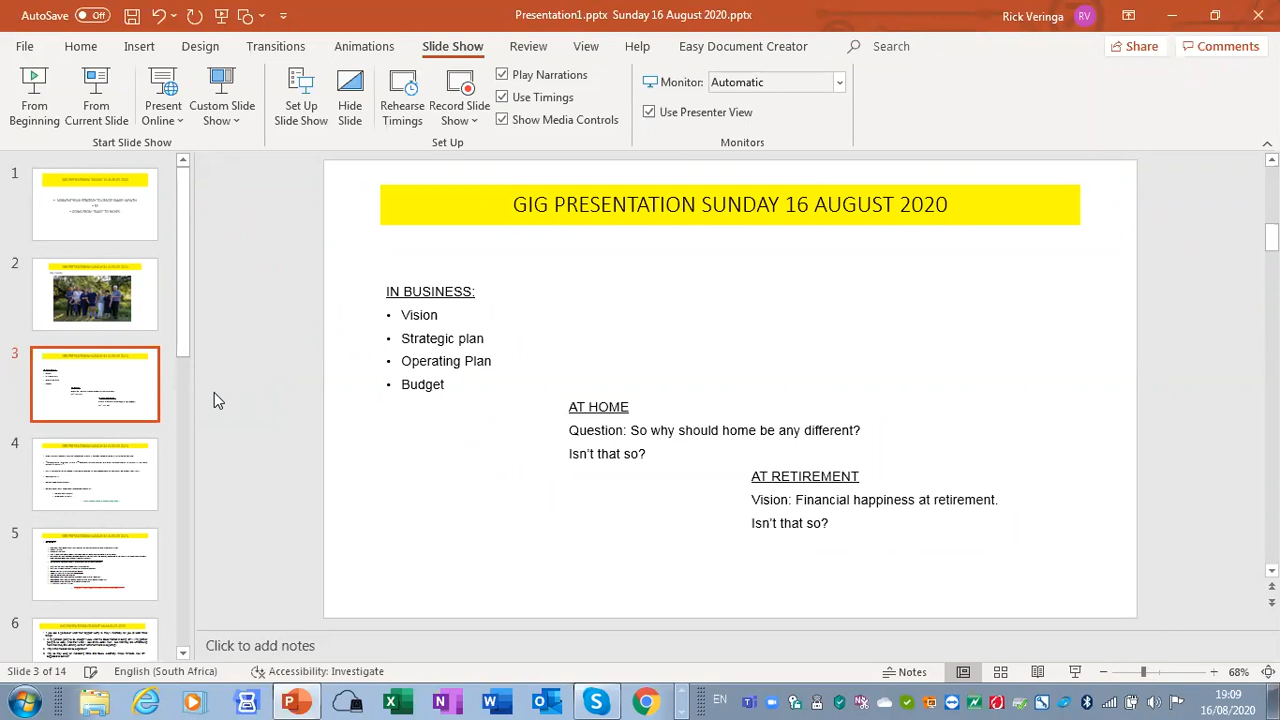 AutoSave Off Presentation1.pptx Sunday 16 August 2020.pptx Rick Veringa RV
File Home Insert Design Transitions Animations Slide Show Review View Help Easy Document Creator Search Share Comments
From Beginning
From Current Slide
Present Online
Custom Slide Show
Set Up Slide Show
Hide Slide
Rehearse Timings
Record Slide Show
Play Narrations
Use Timings
Show Media Controls
Monitor: Automatic
Use Presenter View
Start Slide Show Set Up Monitors
1
2
3
4
5
6
GIG PRESENTATION SUNDAY 16 AUGUST 2020
IN BUSINESS:
• Vision
• Strategic plan
• Operating Plan
• Budget
AT HOME
Question: So why should home be any different?
Isn't that so?
AT RETIREMENT
Vision: Financial happiness at retirement.
Isn't that so?
Click to add notes
Slide 3 of 14 English (South Africa) Accessibility: Investigate Notes 68%
EN 19:09
16/08/2020